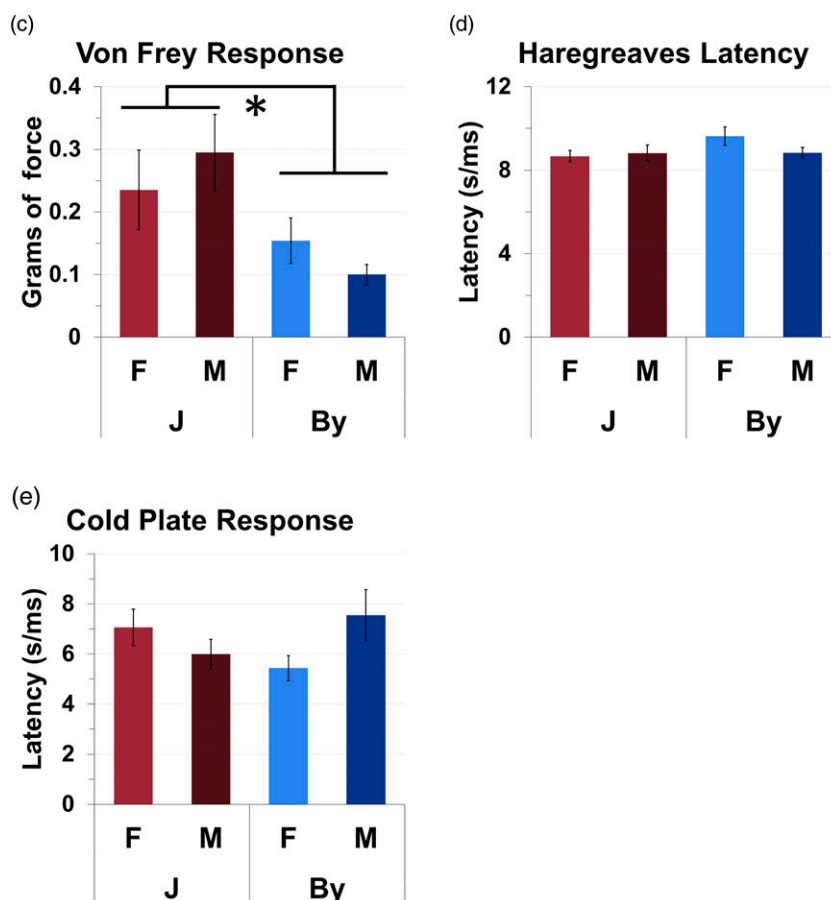 (c)
Von Frey Response
Grams of force
0.4
0.3
0.2
0.1
0
*
F M F M
J By
(d)
Haregreaves Latency
Latency (s/ms)
12
8
4
0
F M F M
J By
(e)
Cold Plate Response
Latency (s/ms)
10
8
6
4
2
0
F M F M
J By